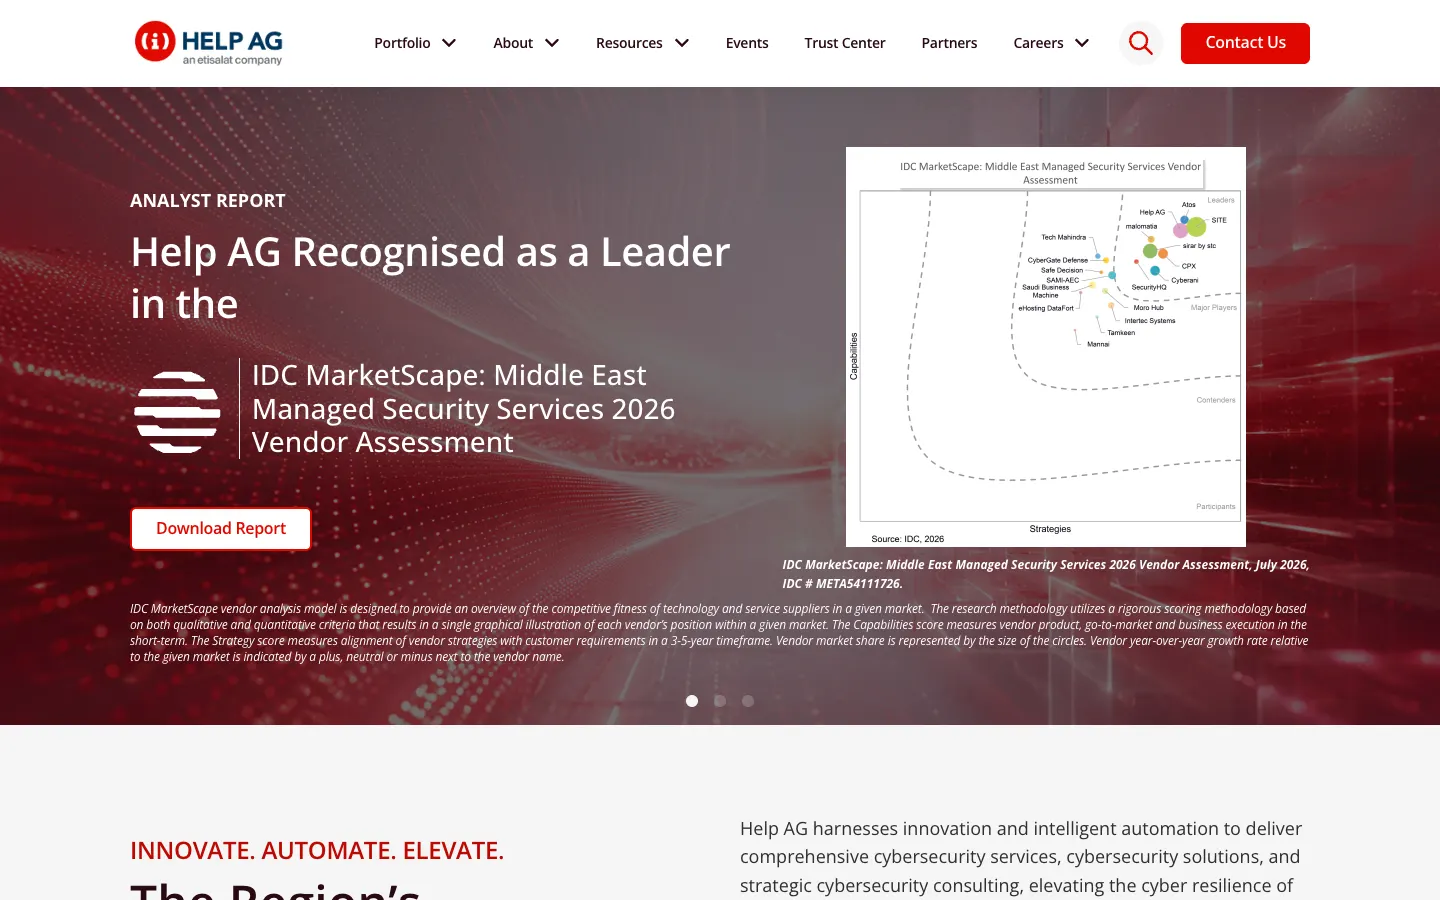 HELP AG
an etisalat company
Portfolio
About
Resources
Events
Trust Center
Partners
Careers
Contact Us
ANALYST REPORT
Help AG Recognised as a Leader
in the
IDC MarketScape: Middle East
Managed Security Services 2026
Vendor Assessment
Download Report
IDC MarketScape: Middle East Managed Security Services Vendor
Assessment
Leaders
Atos
Help AG
SITE
malomatia
Tech Mahindra
sirar by stc
CyberGate Defense
CPX
Safe Decision
SAMI-AEC
Cyberani
Saudi Business
Machine
SecurityHQ
eHosting DataFort
Moro Hub
Major Players
Intertec Systems
Tamkeen
Mannai
Capabilities
Contenders
Participants
Strategies
Source: IDC, 2026
IDC MarketScape: Middle East Managed Security Services 2026 Vendor Assessment, July 2026,
IDC # META54111726.
IDC MarketScape vendor analysis model is designed to provide an overview of the competitive fitness of technology and service suppliers in a given market. The research methodology utilizes a rigorous scoring methodology based
on both qualitative and quantitative criteria that results in a single graphical illustration of each vendor's position within a given market. The Capabilities score measures vendor product, go-to-market and business execution in the
short-term. The Strategy score measures alignment of vendor strategies with customer requirements in a 3-5-year timeframe. Vendor market share is represented by the size of the circles. Vendor year-over-year growth rate relative
to the given market is indicated by a plus, neutral or minus next to the vendor name.
INNOVATE. AUTOMATE. ELEVATE.
The Region's
Help AG harnesses innovation and intelligent automation to deliver
comprehensive cybersecurity services, cybersecurity solutions, and
strategic cybersecurity consulting, elevating the cyber resilience of